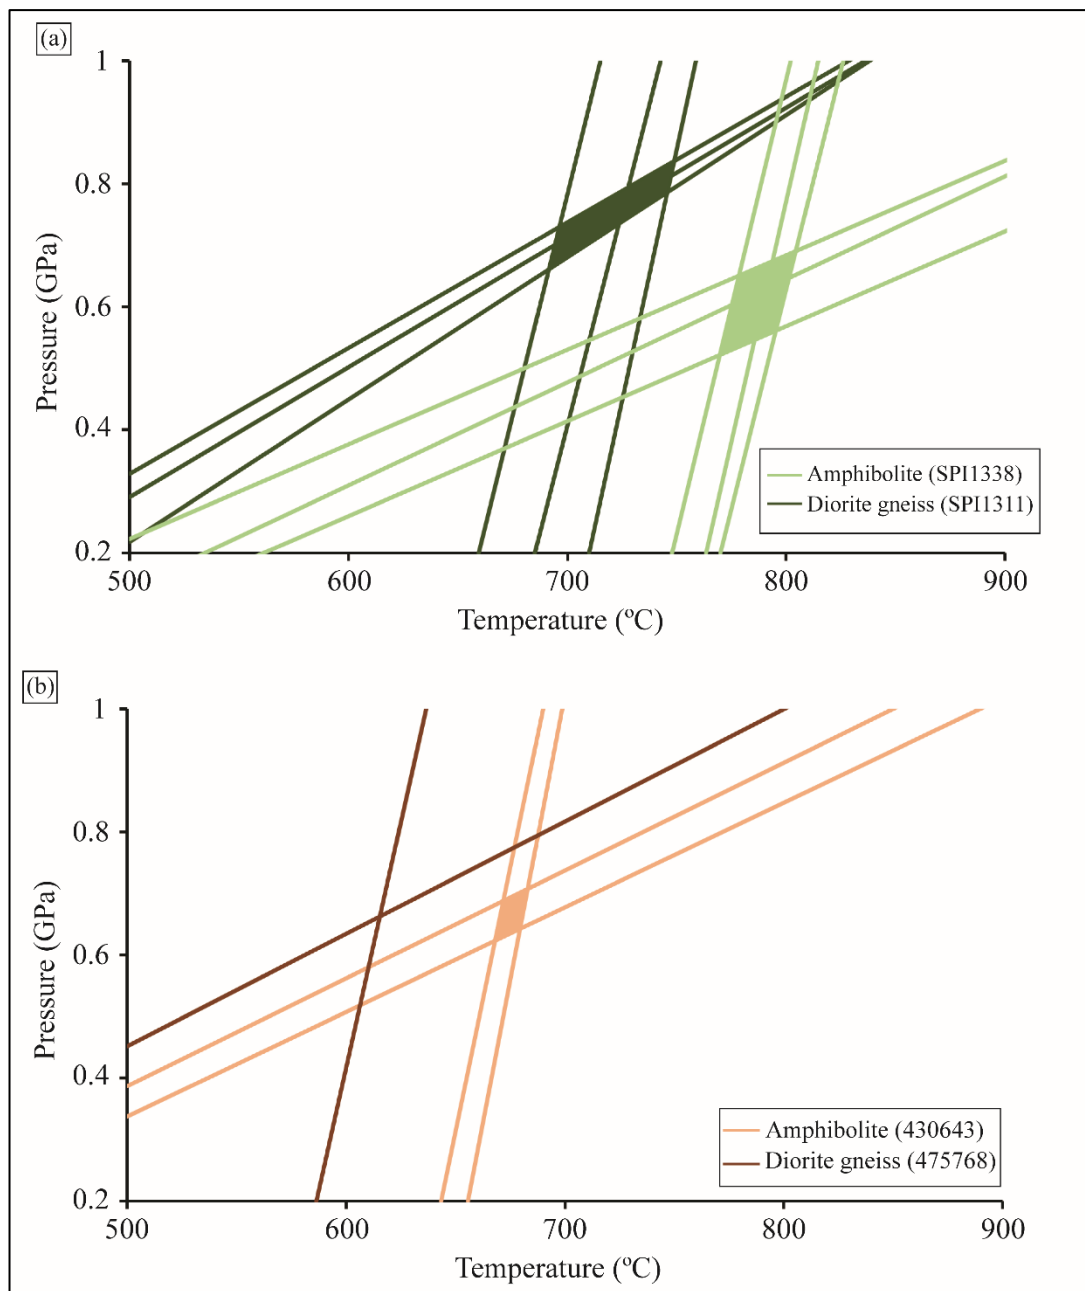 (a)
1
0.8
0.6
0.4
0.2
Pressure (GPa)
Amphibolite (SPI1338)
Diorite gneiss (SPI1311)
500 600 700 800 900
Temperature (ºC)
(b)
1
0.8
0.6
0.4
0.2
Pressure (GPa)
Amphibolite (430643)
Diorite gneiss (475768)
500 600 700 800 900
Temperature (ºC)